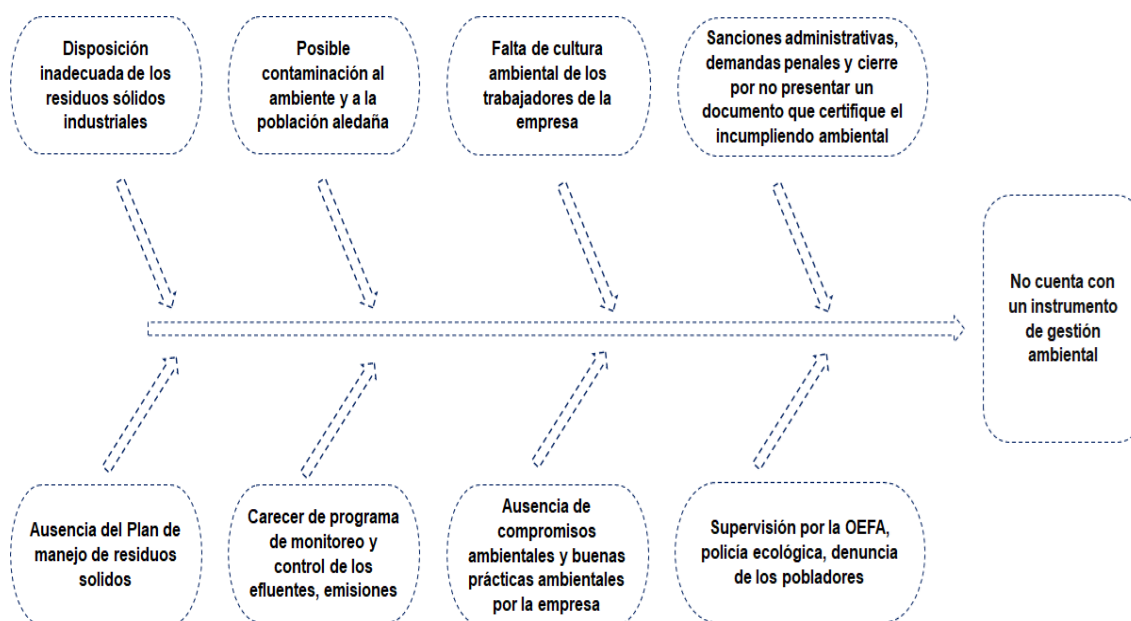 Disposición
inadecuada de los
residuos sólidos
industriales
Posible
contaminación al
ambiente y a la
población aledaña
Falta de cultura
ambiental de los
trabajadores de la
empresa
Sanciones administrativas,
demandas penales y cierre
por no presentar un
documento que certifique el
incumpliendo ambiental
No cuenta con
un instrumento
de gestión
ambiental
Ausencia del Plan de
manejo de residuos
solidos
Carecer de programa
de monitoreo y
control de los
efluentes, emisiones
Ausencia de
compromisos
ambientales y buenas
prácticas ambientales
por la empresa
Supervisión por la OEFA,
policía ecológica, denuncia
de los pobladores